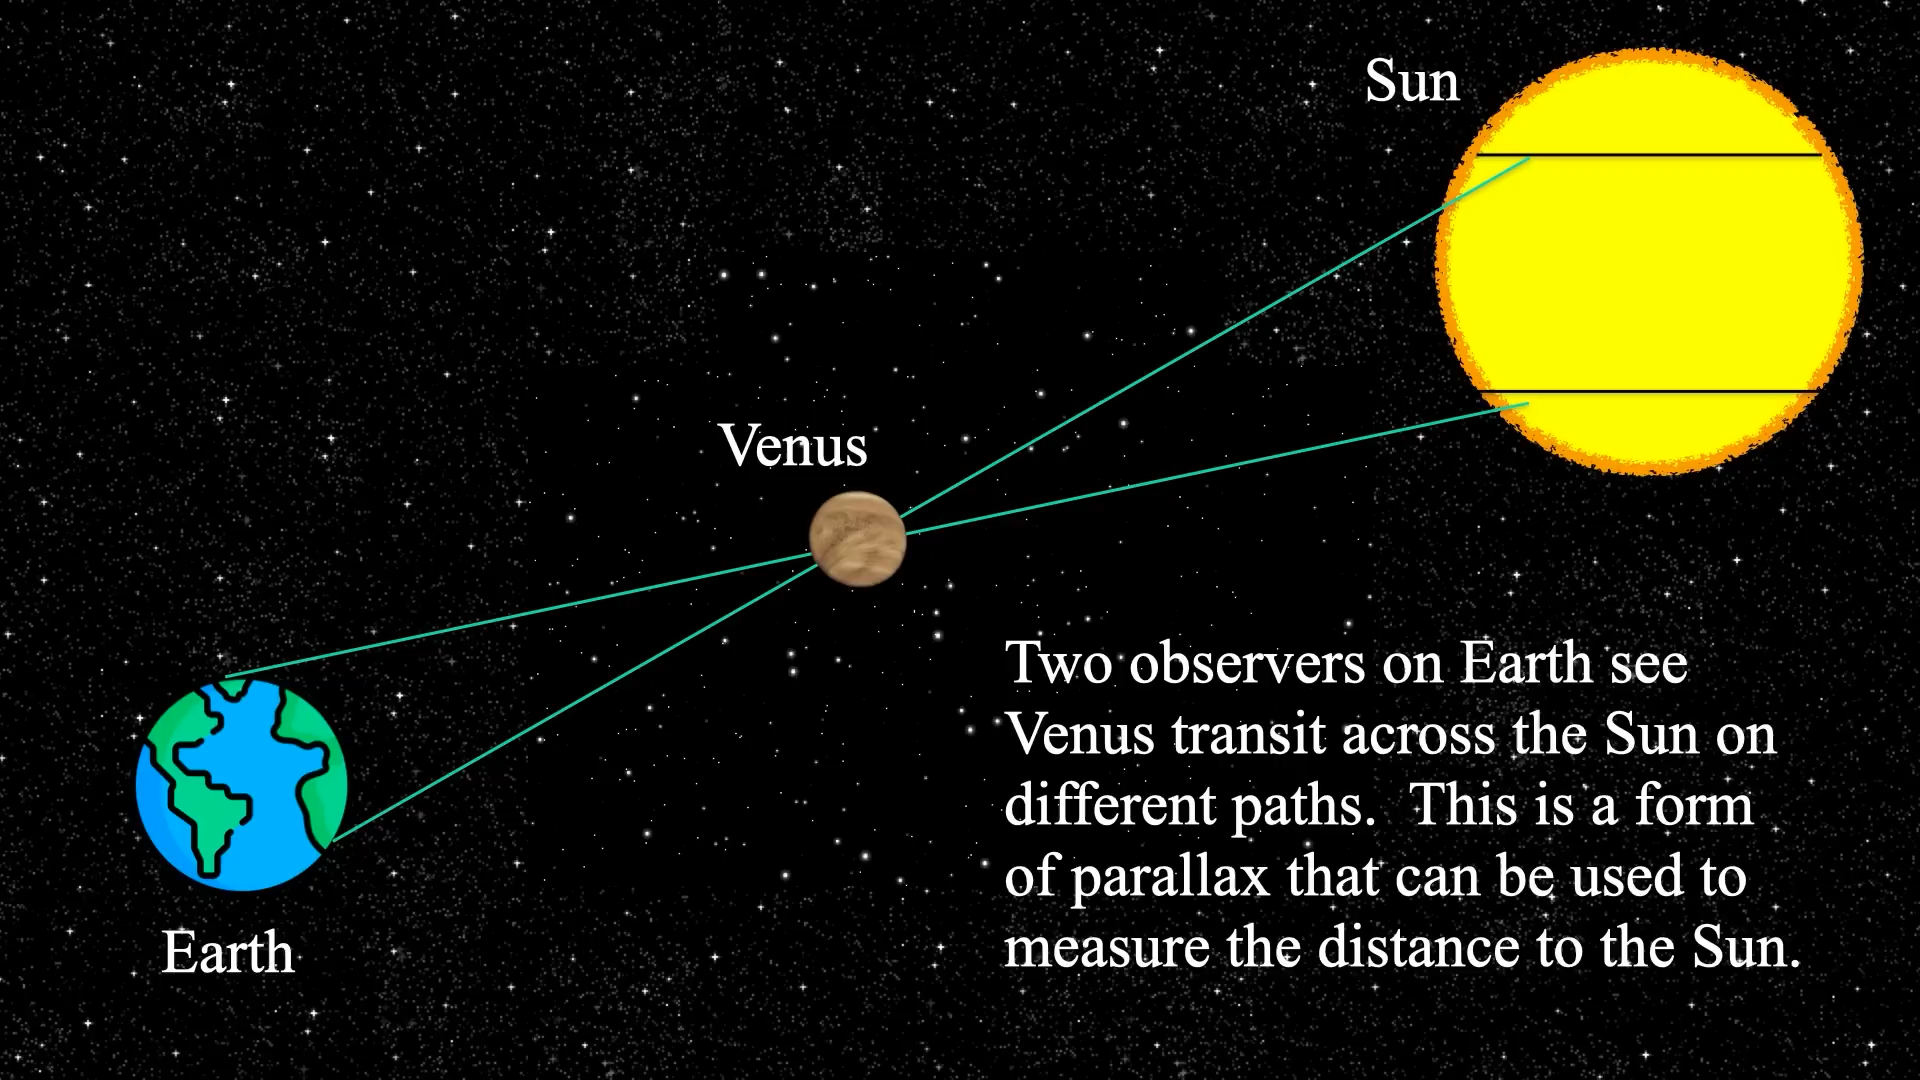 Sun
Venus
Two observers on Earth see
Venus transit across the Sun on
different paths.  This is a form
of parallax that can be used to
measure the distance to the Sun.
Earth